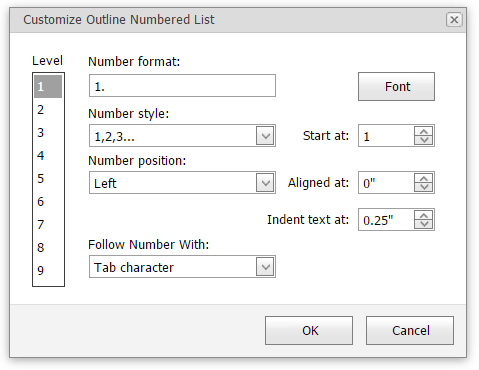 Customize Outline Numbered List
Level
1
2
3
4
5
6
7
8
9
Number format:
1.
Font
Number style:
1,2,3...
Start at:
1
Number position:
Left
Aligned at:
0"
Indent text at:
0.25"
Follow Number With:
Tab character
OK
Cancel